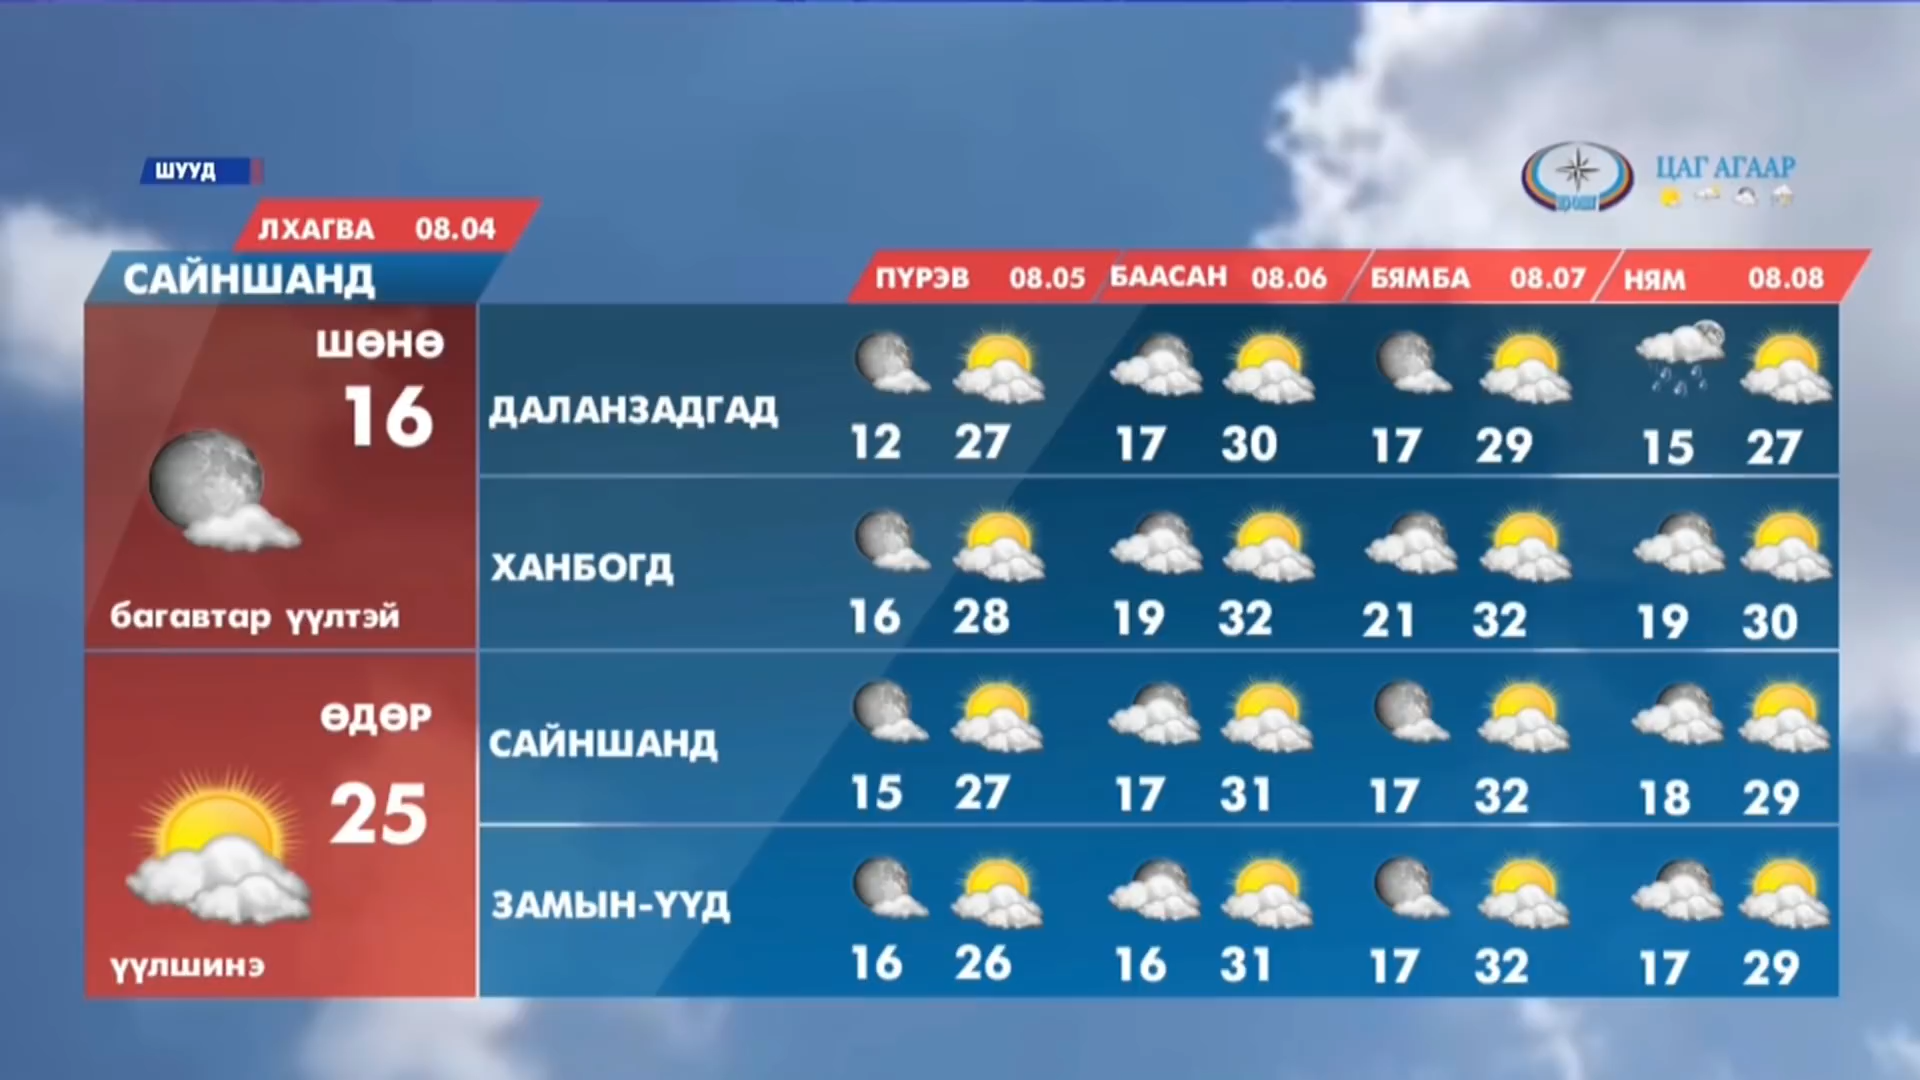 ШУУД
ЦАГ АГААР
ЛХАГВА 08.04
САЙНШАНД
ШӨНӨ
16
багавтар үүлтэй
ӨДӨР
25
үүлшинэ
ПҮРЭВ 08.05 БААСАН 08.06 БЯМБА 08.07 НЯМ 08.08
ДАЛАНЗАДГАД 12 27 17 30 17 29 15 27
ХАНБОГД 16 28 19 32 21 32 19 30
САЙНШАНД 15 27 17 31 17 32 18 29
ЗАМЫН-ҮҮД 16 26 16 31 17 32 17 29